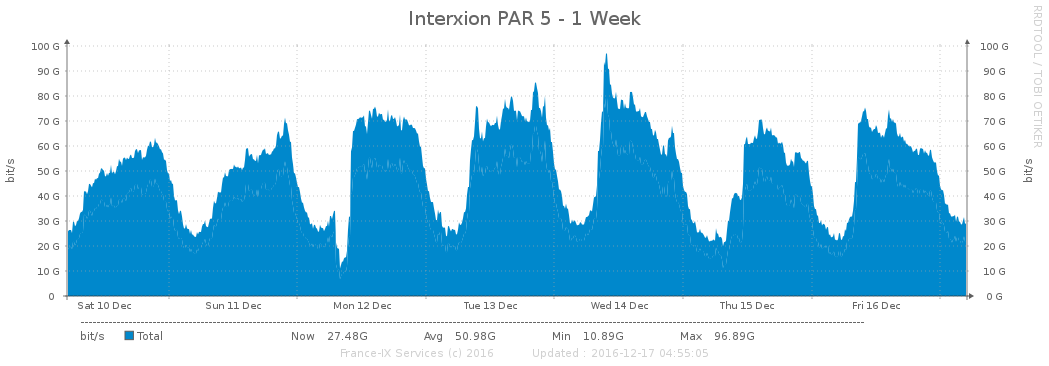 Interxion PAR 5 - 1 Week
RRDTOOL / TOBI OETIKER
bit/s
100 G 100 G
90 G 90 G
80 G 80 G
70 G 70 G
60 G 60 G
50 G 50 G
40 G 40 G
30 G 30 G
20 G 20 G
10 G 10 G
0 0 G
bit/s
Sat 10 Dec Sun 11 Dec Mon 12 Dec Tue 13 Dec Wed 14 Dec Thu 15 Dec Fri 16 Dec
bit/s Total Now 27.48G Avg 50.98G Min 10.89G Max 96.89G
France-IX Services (c) 2016 Updated : 2016-12-17 04:55:05